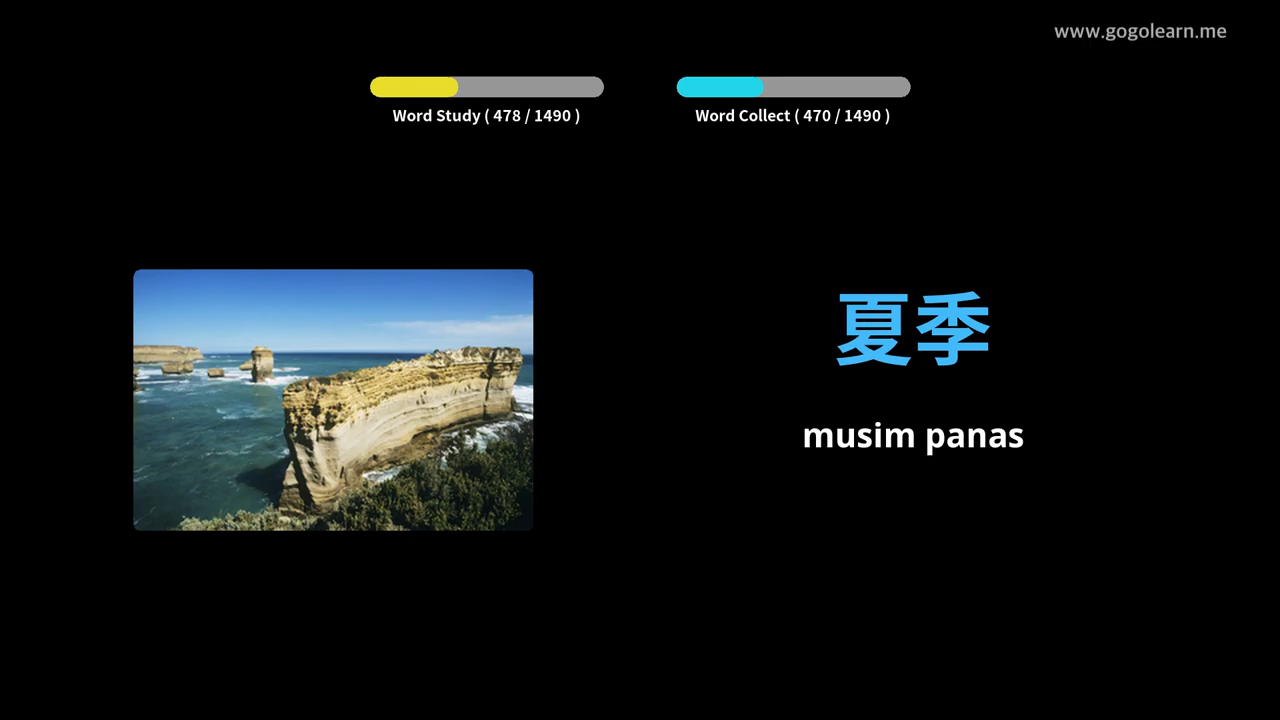 www.gogolearn.me
Word Study ( 478 / 1490 )
Word Collect ( 470 / 1490 )
夏季
musim panas